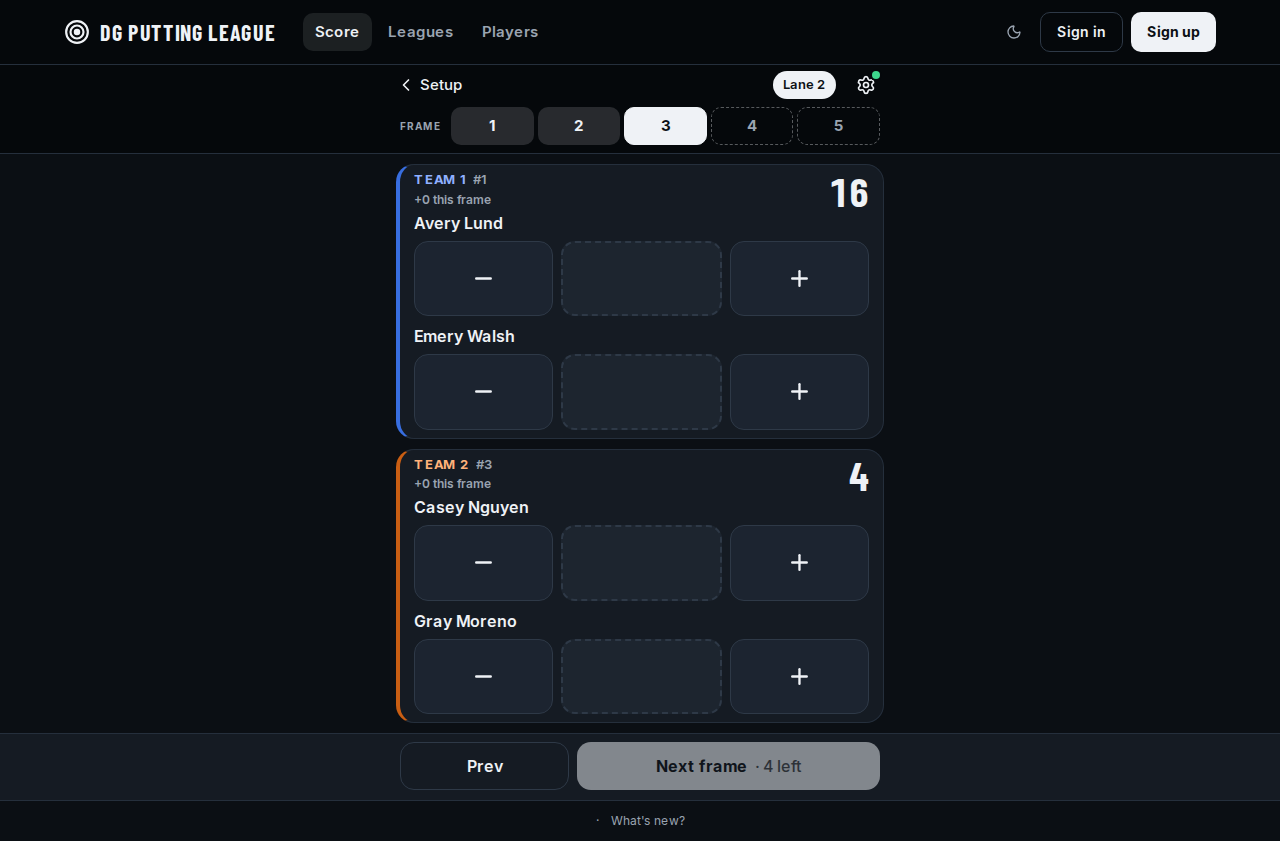 DG PUTTING LEAGUE Score Leagues Players Sign in Sign up
Setup Lane 2
FRAME 1 2 3 4 5
TEAM 1 #1 16
+0 this frame
Avery Lund
− +
Emery Walsh
− +
TEAM 2 #3 4
+0 this frame
Casey Nguyen
− +
Gray Moreno
− +
Prev Next frame · 4 left
· What's new?